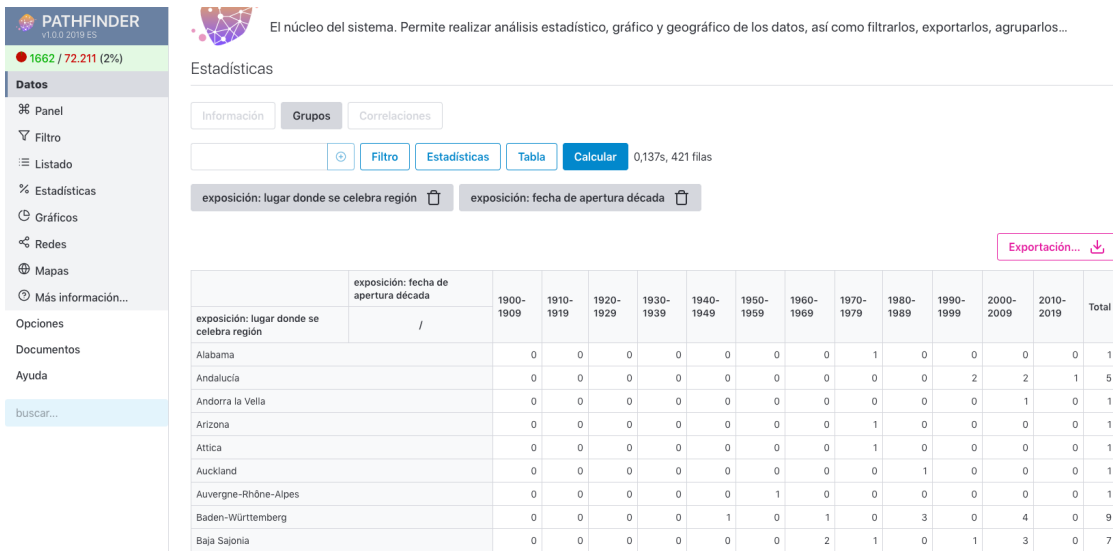 PATHFINDER
v1.0.0 2019 ES
1662 / 72.211 (2%)
Datos
Panel
Filtro
Listado
Estadísticas
Gráficos
Redes
Mapas
Más información...
Opciones
Documentos
Ayuda
buscar...
El núcleo del sistema. Permite realizar análisis estadístico, gráfico y geográfico de los datos, así como filtrarlos, exportarlos, agruparlos...
Estadísticas
Información Grupos Correlaciones
Filtro Estadísticas Tabla Calcular 0,137s, 421 filas
exposición: lugar donde se celebra región exposición: fecha de apertura década
Exportación...
exposición: fecha de apertura década 1900-1909 1910-1919 1920-1929 1930-1939 1940-1949 1950-1959 1960-1969 1970-1979 1980-1989 1990-1999 2000-2009 2010-2019 Total
exposición: lugar donde se celebra región /
Alabama 0 0 0 0 0 0 0 1 0 0 0 0 1
Andalucía 0 0 0 0 0 0 0 0 0 2 2 1 5
Andorra la Vella 0 0 0 0 0 0 0 0 0 0 1 0 1
Arizona 0 0 0 0 0 0 0 1 0 0 0 0 1
Attica 0 0 0 0 0 0 0 1 0 0 0 0 1
Auckland 0 0 0 0 0 0 0 0 1 0 0 0 1
Auvergne-Rhône-Alpes 0 0 0 0 0 1 0 0 0 0 0 0 1
Baden-Württemberg 0 0 0 0 1 0 1 0 3 0 4 0 9
Baja Sajonia 0 0 0 0 0 0 2 1 0 1 3 0 7